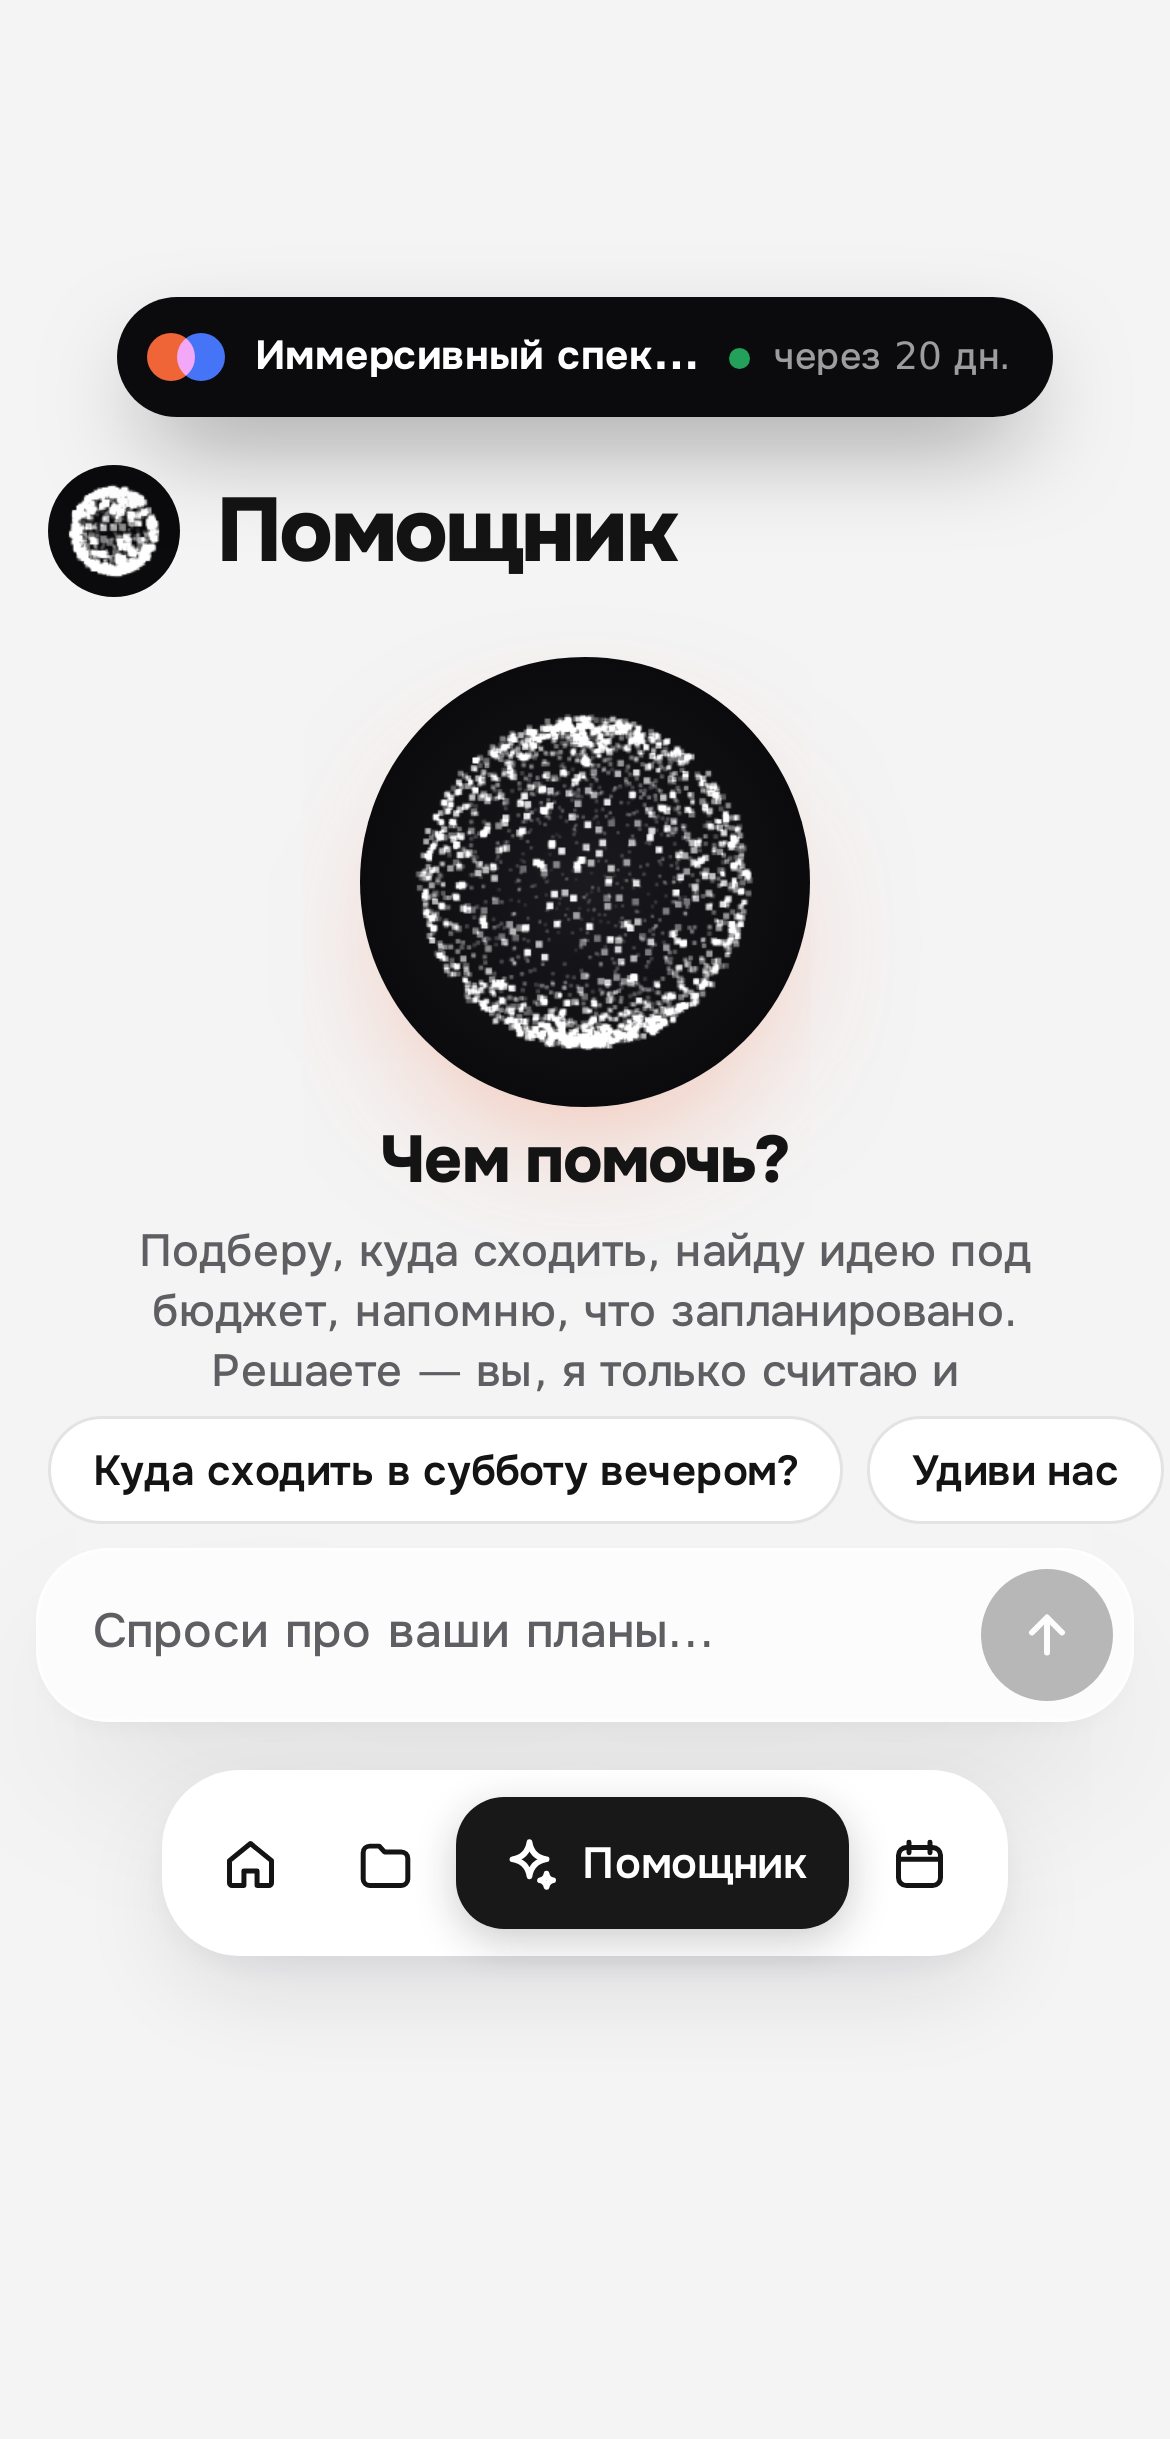 Иммерсивный спек... через 20 дн.
Помощник
Чем помочь?
Подберу, куда сходить, найду идею под
бюджет, напомню, что запланировано.
Решаете — вы, я только считаю и
Куда сходить в субботу вечером? Удиви нас
Спроси про ваши планы...
Помощник